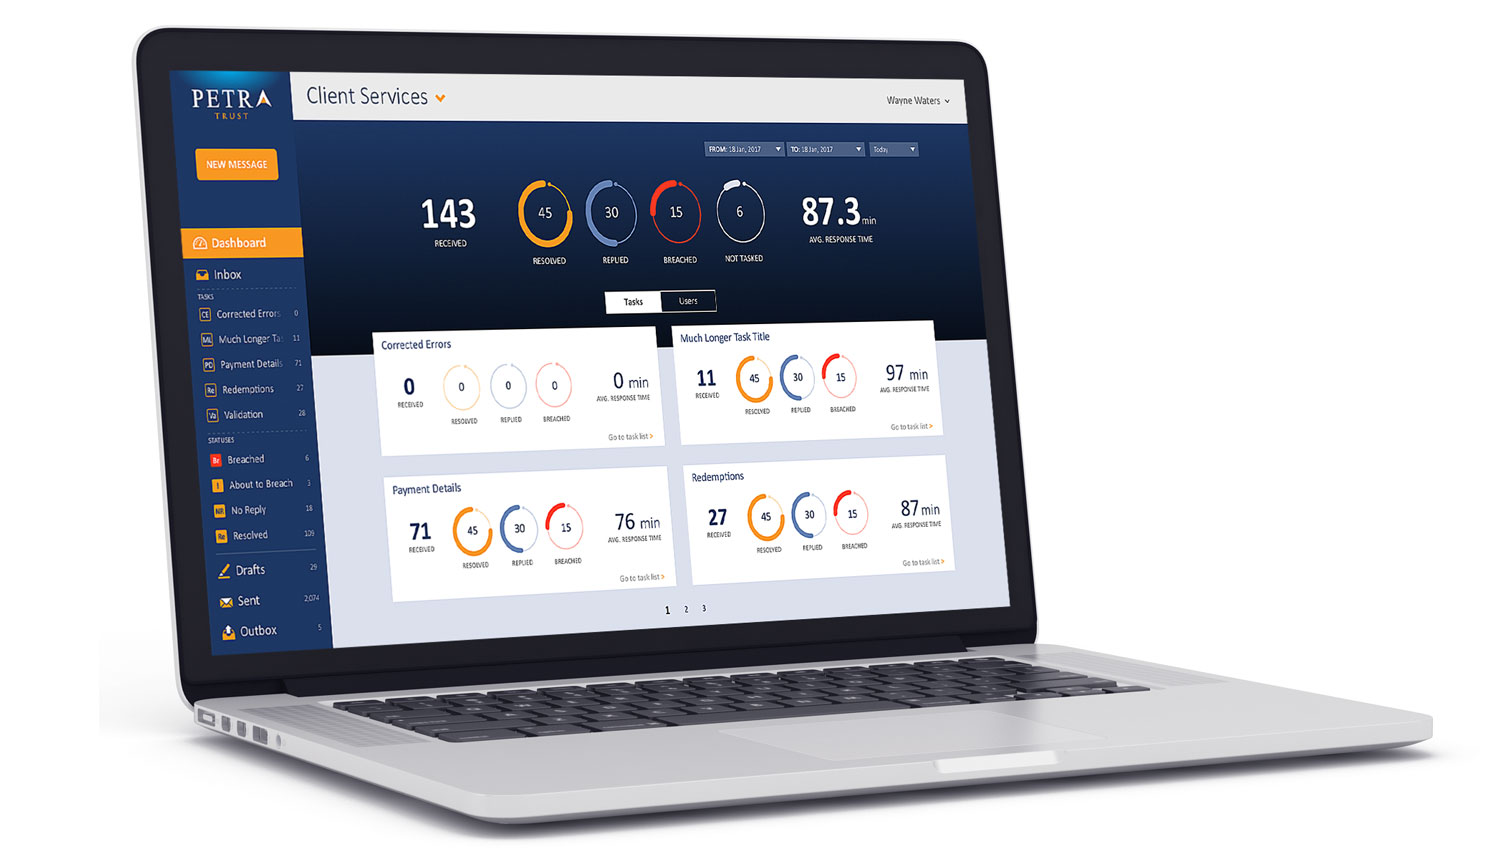 PETRA
TRUST
Client Services
Wayne Waters
NEW MESSAGE
FROM: 18 Jan, 2017
TO: 18 Jan, 2017
Today
143
RECEIVED
45
RESOLVED
30
REPLIED
15
BREACHED
6
NOT TASKED
87.3 min
AVG. RESPONSE TIME
Tasks
Users
Dashboard
Inbox
TASKS
CE Corrected Errors 0
ML Much Longer Ta 11
PD Payment Details 71
Re Redemptions 27
Va Validation 28
STATUSES
Br Breached 6
! About to Breach 3
NR No Reply 18
Re Resolved 109
Drafts 29
Sent 2,074
Outbox 5
Corrected Errors
0
RECEIVED
0
RESOLVED
0
REPLIED
0
BREACHED
0 min
AVG. RESPONSE TIME
Go to task list >
Much Longer Task Title
11
RECEIVED
45
RESOLVED
30
REPLIED
15
BREACHED
97 min
AVG. RESPONSE TIME
Go to task list >
Payment Details
71
RECEIVED
45
RESOLVED
30
REPLIED
15
BREACHED
76 min
AVG. RESPONSE TIME
Go to task list >
Redemptions
27
RECEIVED
45
RESOLVED
30
REPLIED
15
BREACHED
87 min
AVG. RESPONSE TIME
Go to task list >
1 2 3